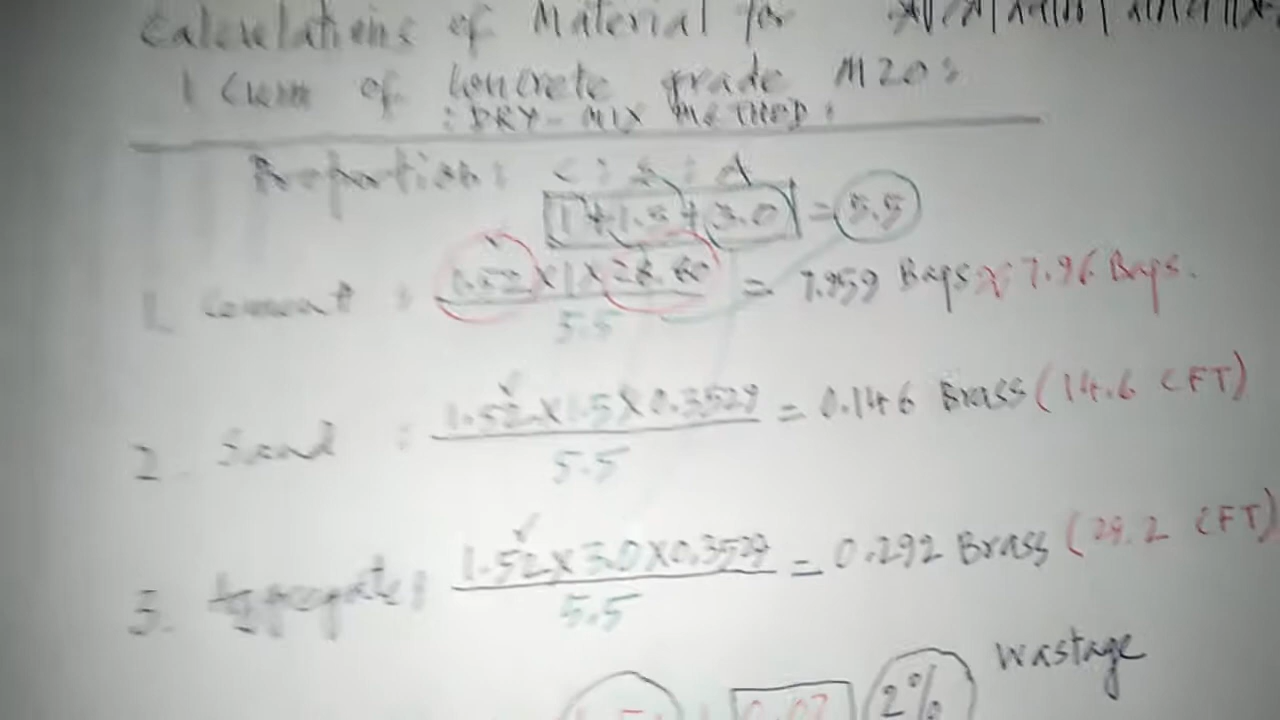 Calculations of Material for
1 Cum of Concrete grade M20:
: DRY-MIX METHOD:
Proportion: C : S : A
1+1.5+3.0 = 5.5
1. Cement : 1.52 X 1 X 28.80 / 5.5 = 7.959 Bags ≈ 7.96 Bags.
2. Sand : 1.52 X 1.5 X 0.3529 / 5.5 = 0.146 Brass (14.6 CFT)
3. Aggregate: 1.52 X 3.0 X 0.3529 / 5.5 = 0.292 Brass (29.2 CFT)
2% wastage